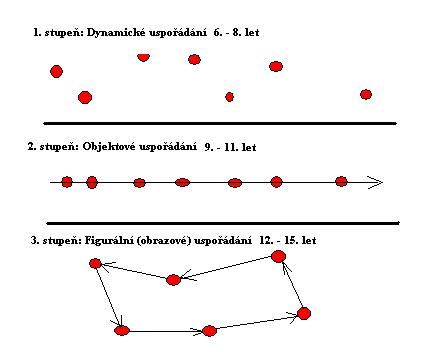 1. stupeň: Dynamické uspořádání 6. - 8. let
2. stupeň: Objektové uspořádání 9. - 11. let
3. stupeň: Figurální (obrazové) uspořádání 12. - 15. let